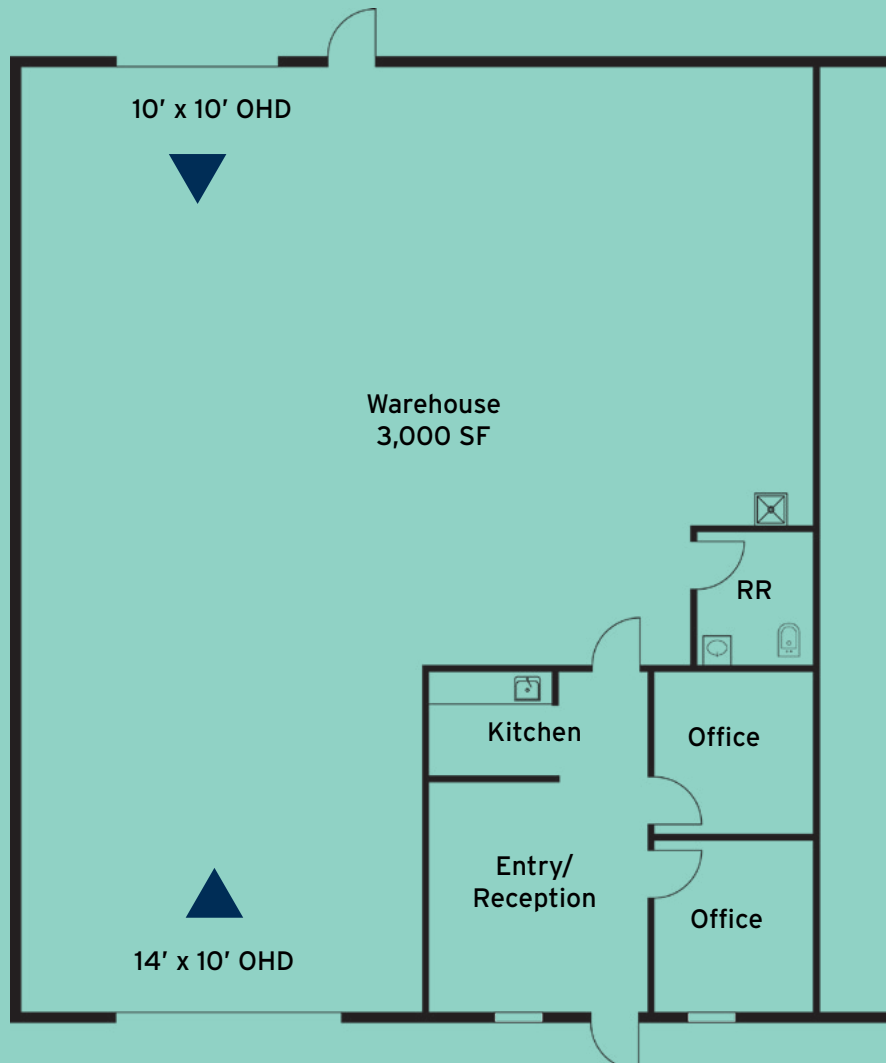 10’ x 10’ OHD
Warehouse
3,000 SF
RR
Kitchen
Office
Entry/
Reception
Office
14’ x 10’ OHD